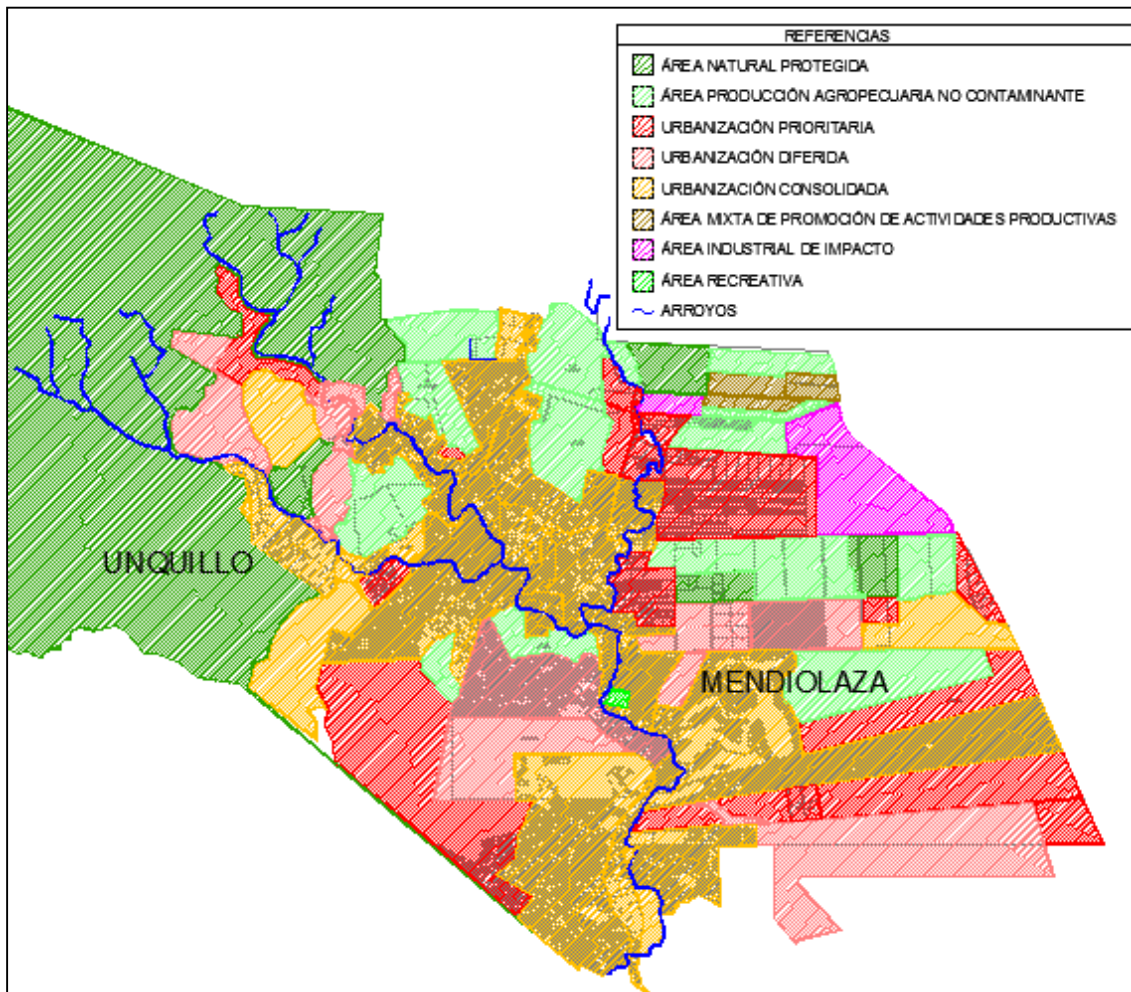 REFERENCIAS
ÁREA NATURAL PROTEGIDA
ÁREA PRODUCCIÓN AGROPECUARIA NO CONTAMINANTE
URBANIZACIÓN PRIORITARIA
URBANIZACIÓN DIFERIDA
URBANIZACIÓN CONSOLIDADA
ÁREA MIXTA DE PROMOCIÓN DE ACTIVIDADES PRODUCTIVAS
ÁREA INDUSTRIAL DE IMPACTO
ÁREA RECREATIVA
ARROYOS
UNQUILLO
MENDIOLAZA